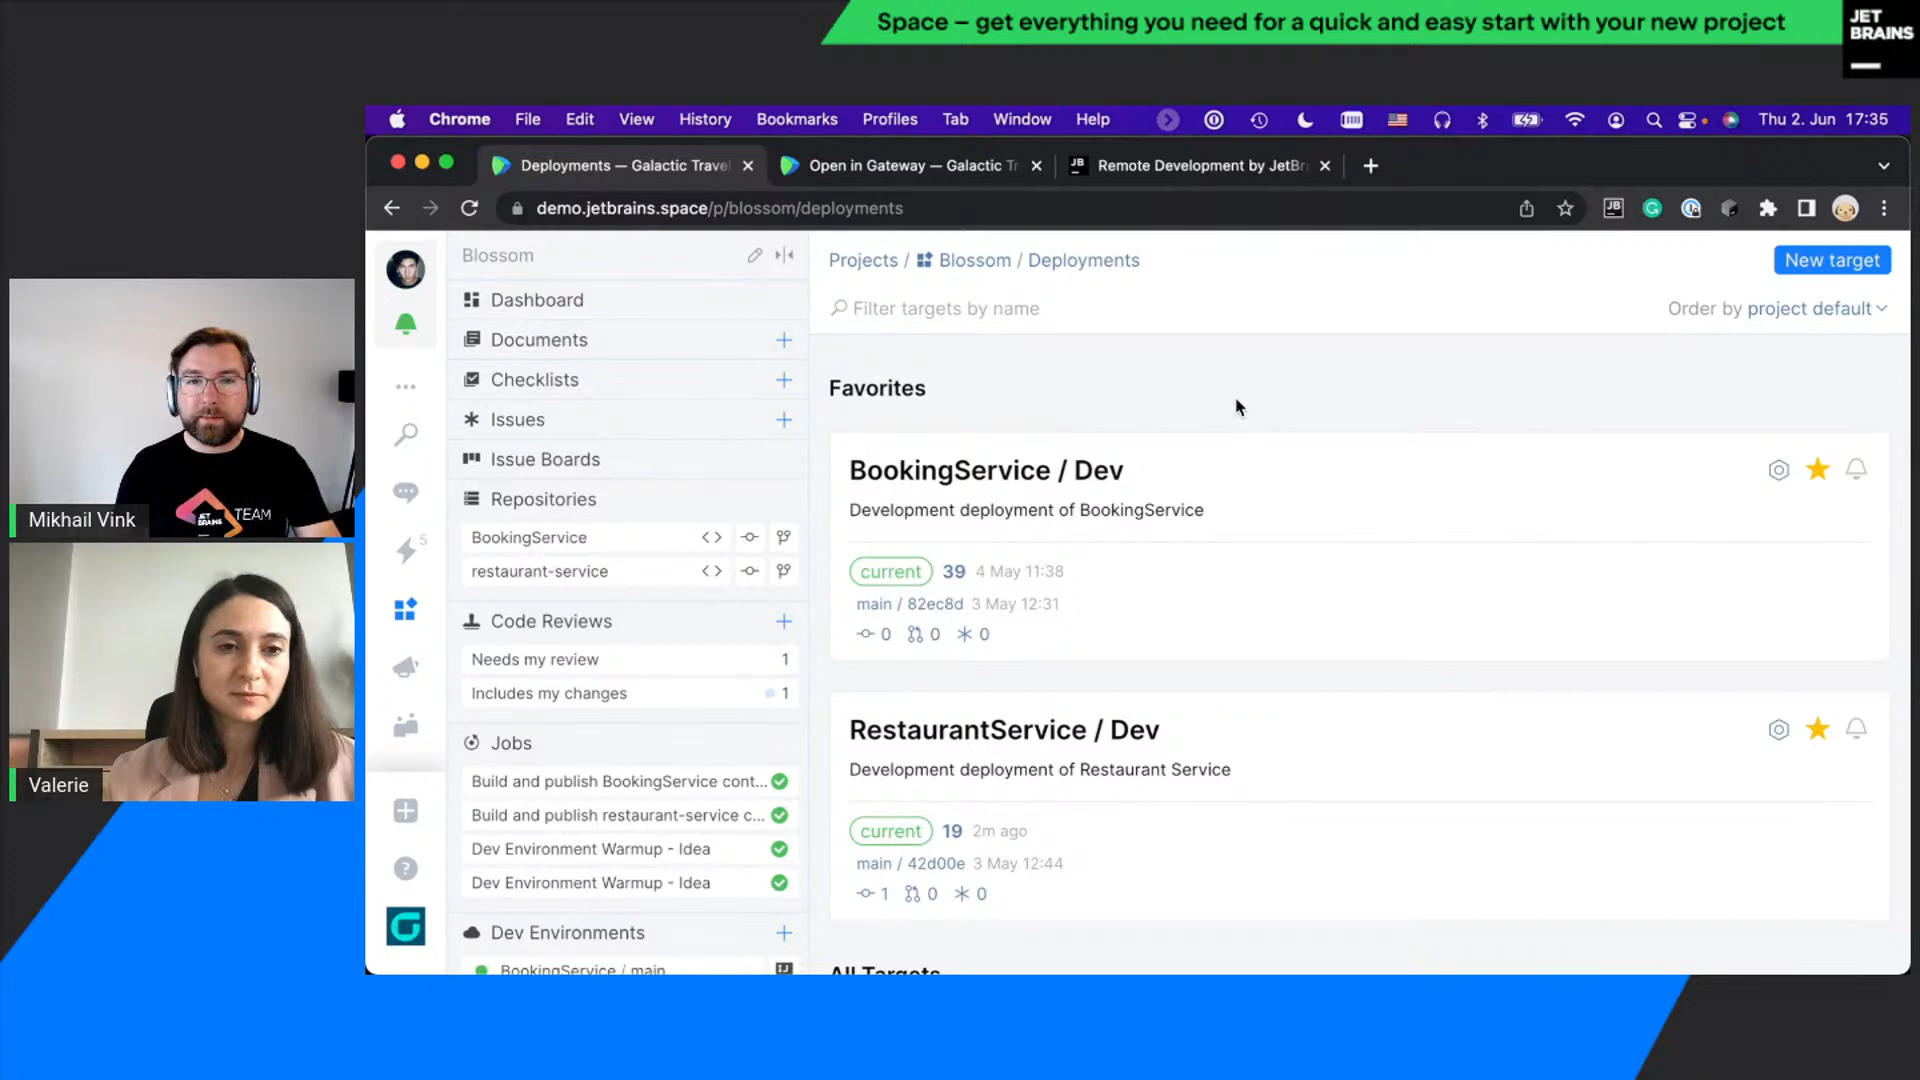 Space – get everything you need for a quick and easy start with your new project
JET
BRAINS
Chrome File Edit View History Bookmarks Profiles Tab Window Help Thu 2. Jun 17:35
Deployments — Galactic Travel
Open in Gateway — Galactic Tr
JB Remote Development by JetBr
demo.jetbrains.space/p/blossom/deployments
Blossom
Dashboard
Documents
Checklists
Issues
Issue Boards
Repositories
BookingService
restaurant-service
Code Reviews
Needs my review 1
Includes my changes 1
Jobs
Build and publish BookingService cont...
Build and publish restaurant-service c...
Dev Environment Warmup - Idea
Dev Environment Warmup - Idea
Dev Environments
BookingService / main
5
Projects / Blossom / Deployments
New target
Filter targets by name
Order by project default
Favorites
BookingService / Dev
Development deployment of BookingService
current 39 4 May 11:38
main / 82ec8d 3 May 12:31
0 0 0
RestaurantService / Dev
Development deployment of Restaurant Service
current 19 2m ago
main / 42d00e 3 May 12:44
1 0 0
All Targets
JET
BRAINS TEAM
Mikhail Vink
Valerie